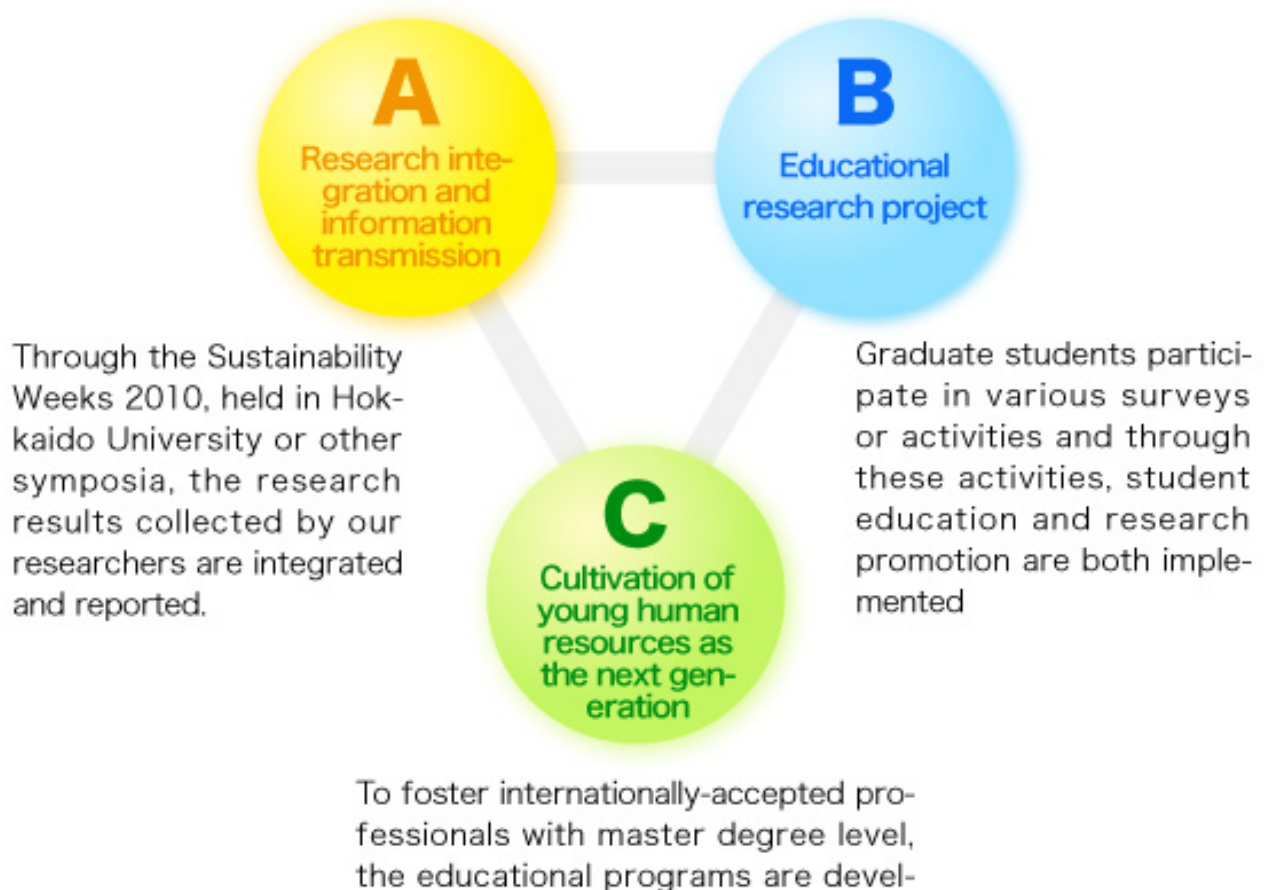 A
Research inte-
gration and
information
transmission
B
Educational
research project
Through the Sustainability
Weeks 2010, held in Hok-
kaido University or other
symposia, the research
results collected by our
researchers are integrated
and reported.
Graduate students partici-
pate in various surveys
or activities and through
these activities, student
education and research
promotion are both imple-
mented
C
Cultivation of
young human
resources as
the next gen-
eration
To foster internationally-accepted pro-
fessionals with master degree level,
the educational programs are devel-